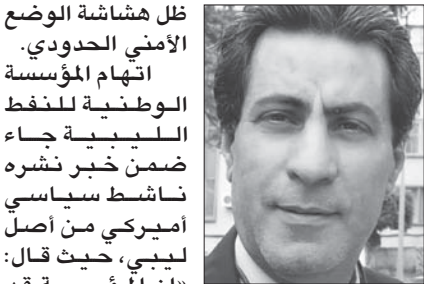 ظل هشاشة الوضع
الأمني الحدودي.
اتهام المؤسسة
الوطنية للنفط
الليبية جاء
ضمن خبر نشره
ناشط سياسي
أميركي من أصل
ليبي، حيث قال: